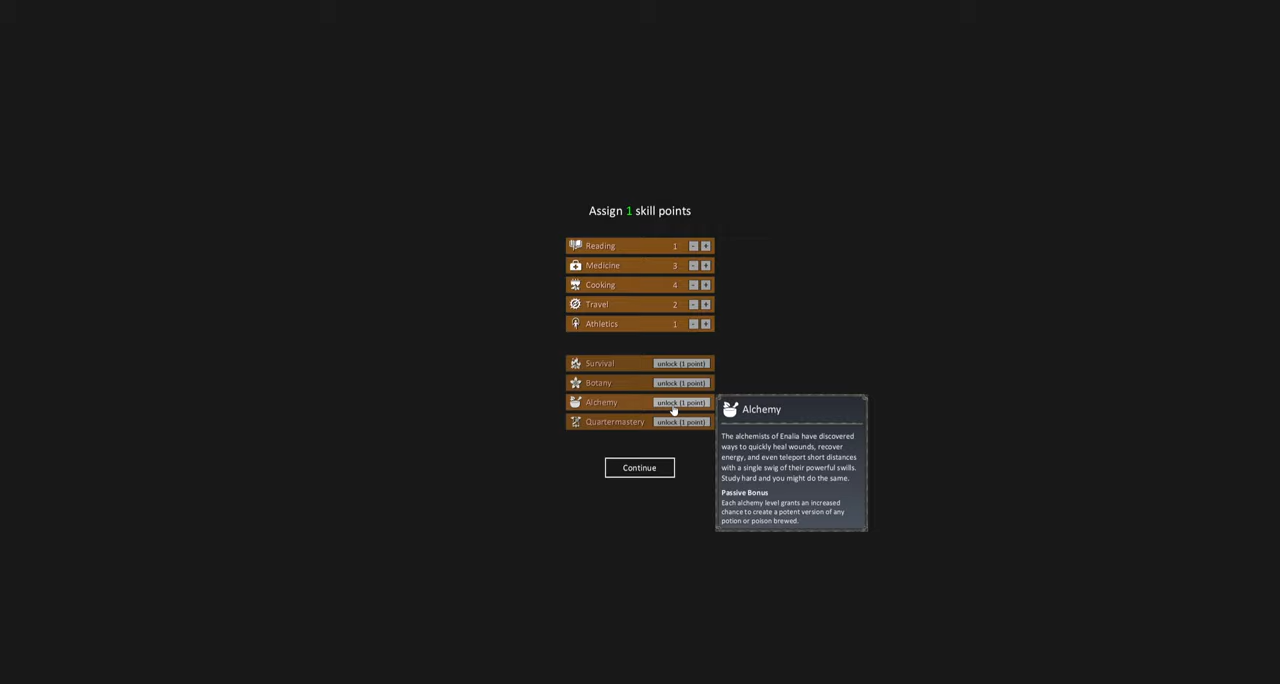 Assign 1 skill points
Reading 1 - +
Medicine 3 - +
Cooking 4 - +
Travel 2 - +
Athletics 1 - +
Survival unlock (1 point)
Botany unlock (1 point)
Alchemy unlock (1 point)
Quartermastery unlock (1 point)
Continue
Alchemy
The alchemists of Enalia have discovered
ways to quickly heal wounds, recover
energy, and even teleport short distances
with a single swig of their powerful swills.
Study hard and you might do the same.
Passive Bonus
Each alchemy level grants an increased
chance to create a potent version of any
potion or poison brewed.